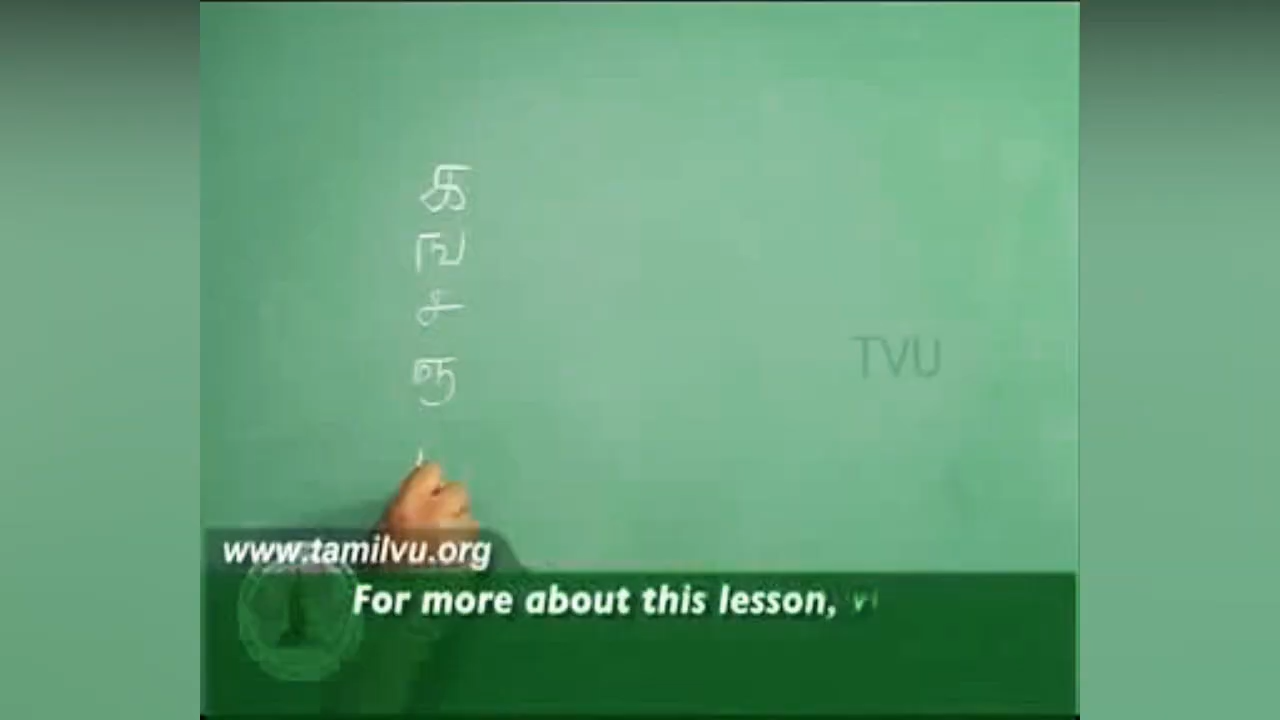 க
ங
ச
ஞ
TVU
www.tamilvu.org
For more about this lesson,